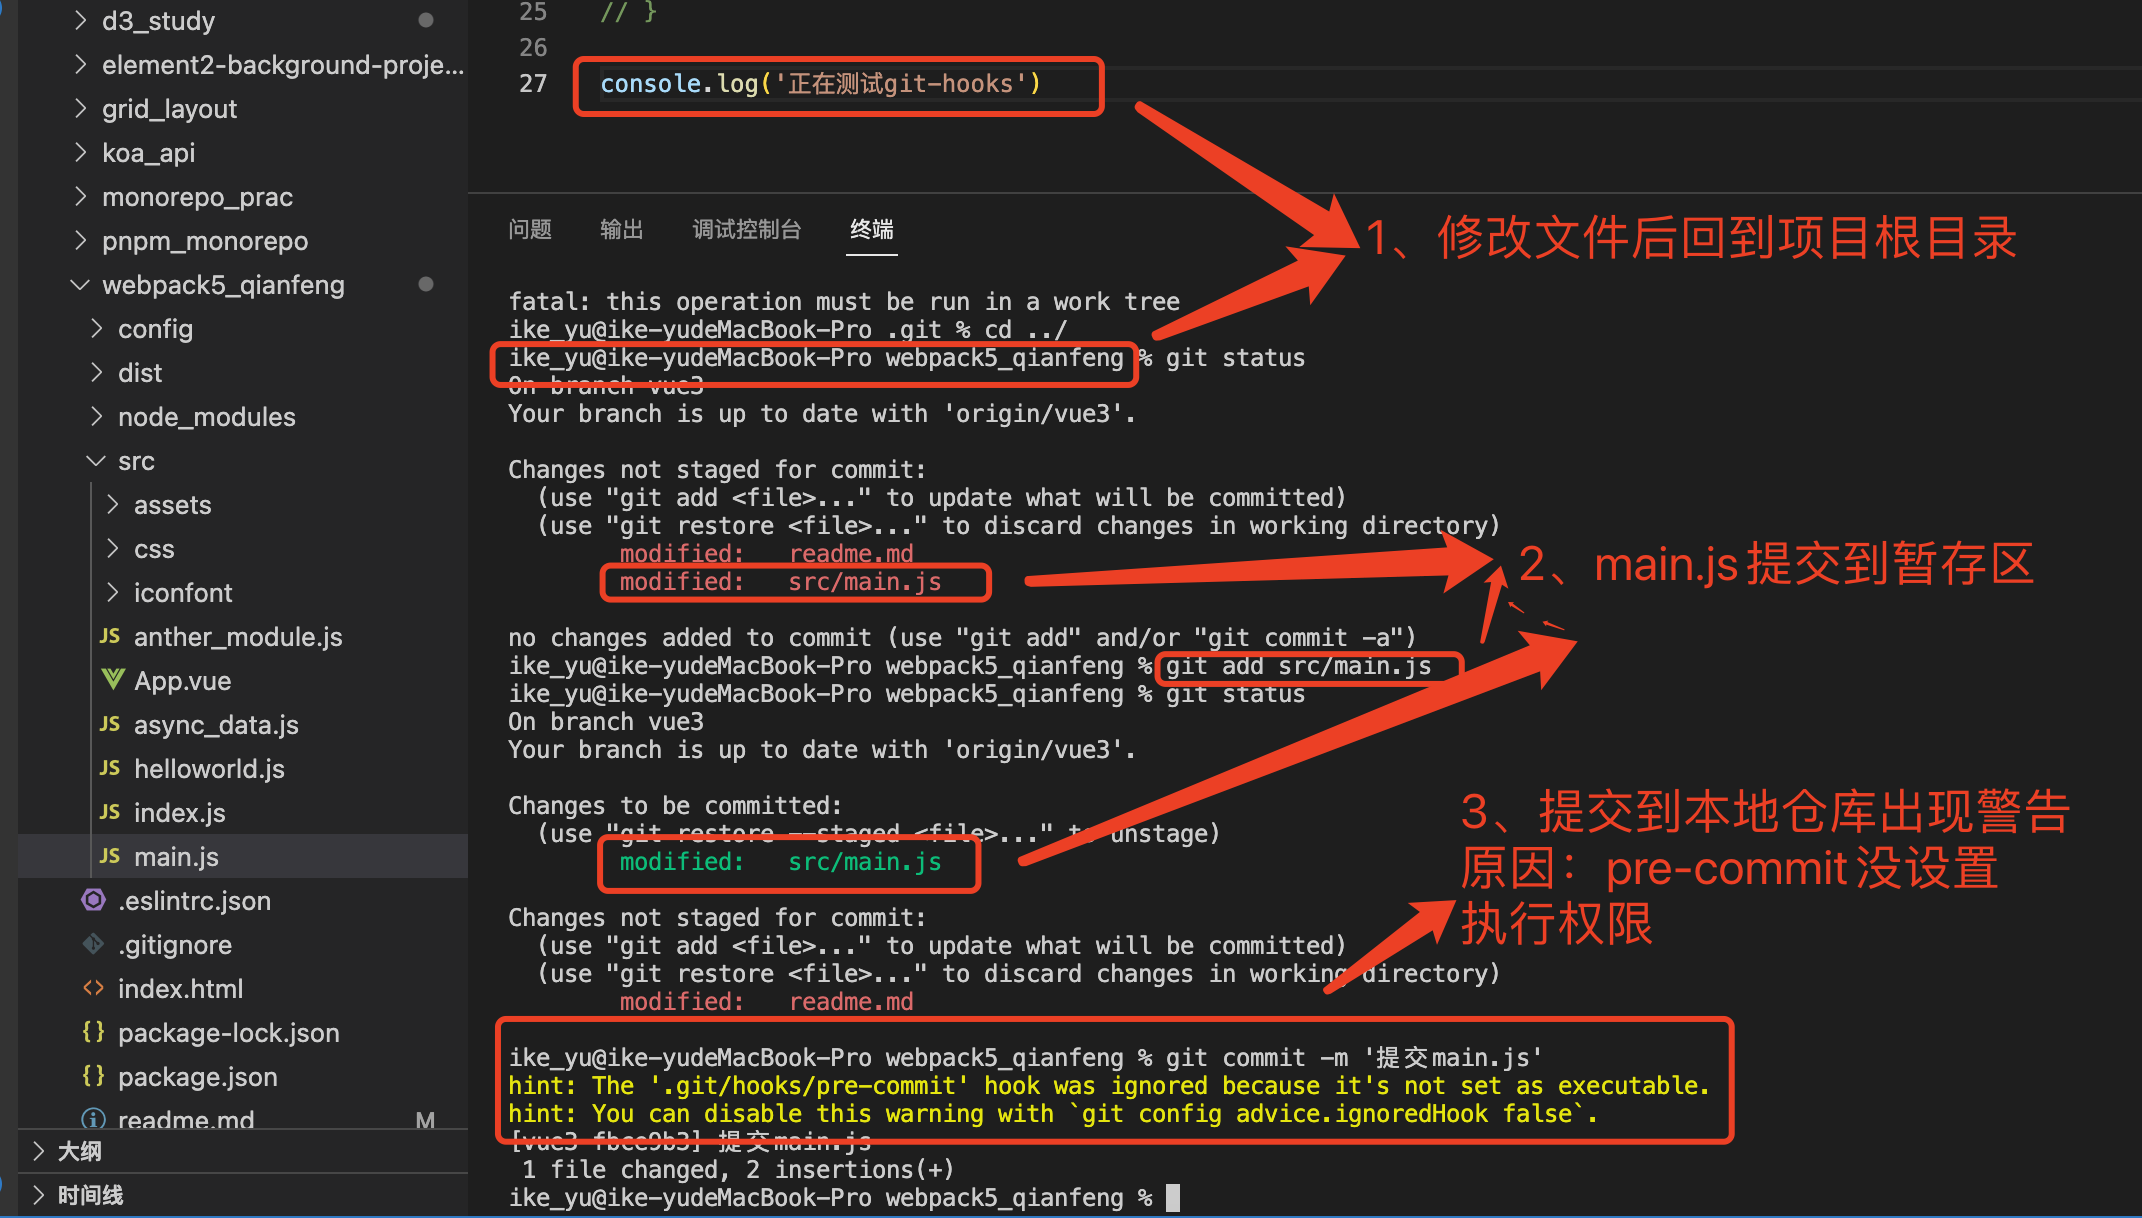 d3_study
element2-background-proje...
grid_layout
koa_api
monorepo_prac
pnpm_monorepo
webpack5_qianfeng
config
dist
node_modules
src
assets
css
iconfont
JS anther_module.js
App.vue
JS async_data.js
JS helloworld.js
JS index.js
JS main.js
.eslintrc.json
.gitignore
<> index.html
{} package-lock.json
{} package.json
readme.md M
大纲
时间线
25 // }
26
27 console.log('正在测试git-hooks')
问题 输出 调试控制台 终端
fatal: this operation must be run in a work tree
ike_yu@ike-yudeMacBook-Pro .git % cd ../
ike_yu@ike-yudeMacBook-Pro webpack5_qianfeng % git status
On branch vue3
Your branch is up to date with 'origin/vue3'.
Changes not staged for commit:
(use "git add <file>..." to update what will be committed)
(use "git restore <file>..." to discard changes in working directory)
modified: readme.md
modified: src/main.js
no changes added to commit (use "git add" and/or "git commit -a")
ike_yu@ike-yudeMacBook-Pro webpack5_qianfeng % git add src/main.js
ike_yu@ike-yudeMacBook-Pro webpack5_qianfeng % git status
On branch vue3
Your branch is up to date with 'origin/vue3'.
Changes to be committed:
(use "git restore --staged <file>..." to unstage)
modified: src/main.js
Changes not staged for commit:
(use "git add <file>..." to update what will be committed)
(use "git restore <file>..." to discard changes in working directory)
modified: readme.md
ike_yu@ike-yudeMacBook-Pro webpack5_qianfeng % git commit -m '提交main.js'
hint: The '.git/hooks/pre-commit' hook was ignored because it's not set as executable.
hint: You can disable this warning with `git config advice.ignoredHook false`.
[vue3 fbce9b3] 提交main.js
1 file changed, 2 insertions(+)
ike_yu@ike-yudeMacBook-Pro webpack5_qianfeng %
1、修改文件后回到项目根目录
2、main.js提交到暂存区
3、提交到本地仓库出现警告
原因：pre-commit没设置
执行权限